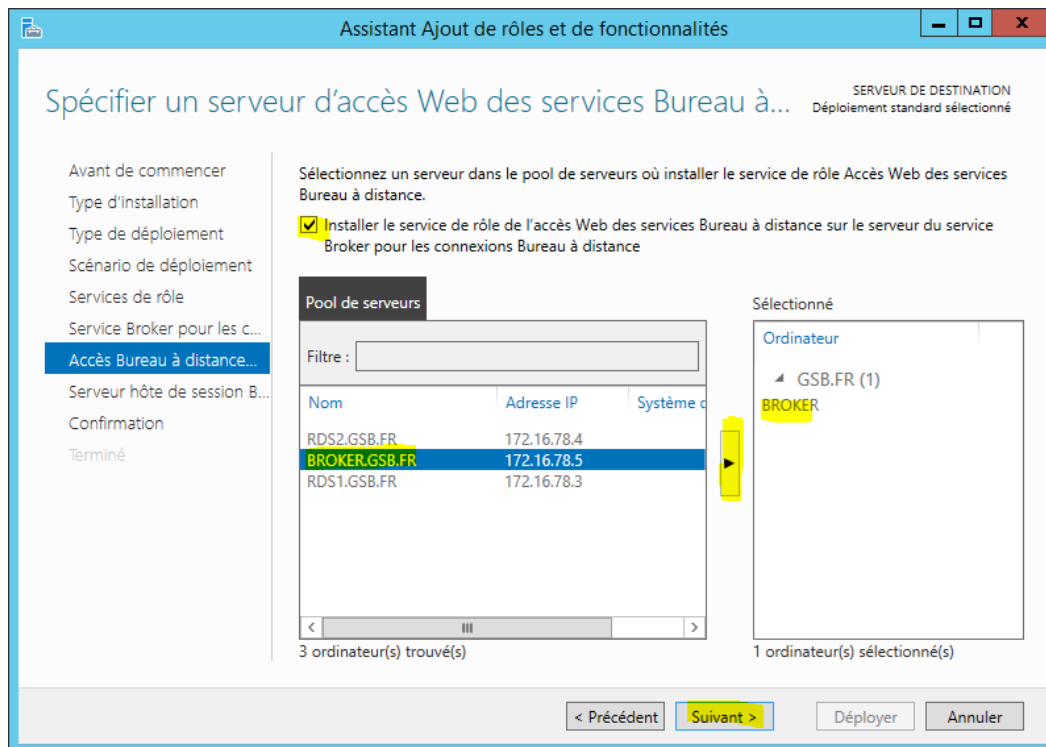 Assistant Ajout de rôles et de fonctionnalités
Spécifier un serveur d'accès Web des services Bureau à...
SERVEUR DE DESTINATION
Déploiement standard sélectionné
Avant de commencer
Type d'installation
Type de déploiement
Scénario de déploiement
Services de rôle
Service Broker pour les c...
Accès Bureau à distance...
Serveur hôte de session B...
Confirmation
Terminé
Sélectionnez un serveur dans le pool de serveurs où installer le service de rôle Accès Web des services
Bureau à distance.
Installer le service de rôle de l'accès Web des services Bureau à distance sur le serveur du service
Broker pour les connexions Bureau à distance
Pool de serveurs
Filtre :
Nom Adresse IP Système d
RDS2.GSB.FR 172.16.78.4
BROKER.GSB.FR 172.16.78.5
RDS1.GSB.FR 172.16.78.3
3 ordinateur(s) trouvé(s)
Sélectionné
Ordinateur
GSB.FR (1)
BROKER
1 ordinateur(s) sélectionné(s)
< Précédent Suivant > Déployer Annuler